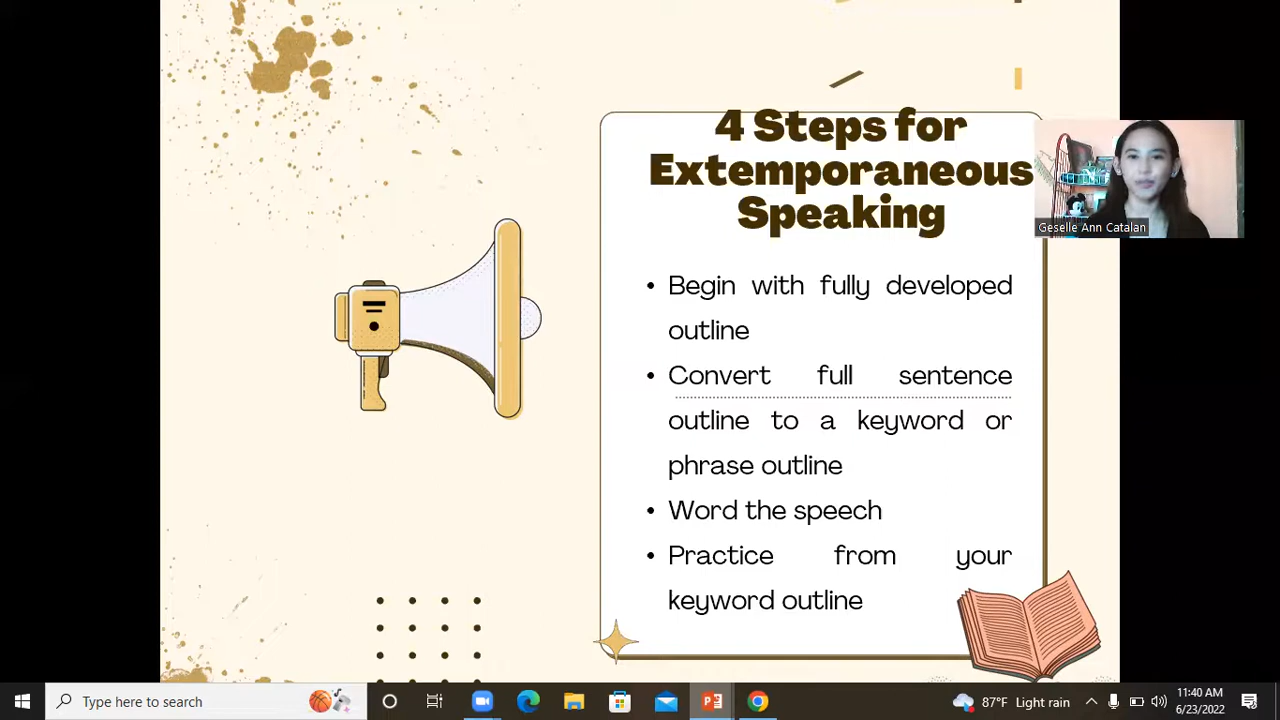 4 Steps for
Extemporaneous
Speaking
Geselle Ann Catalan
• Begin with fully developed
outline
• Convert full sentence
outline to a keyword or
phrase outline
• Word the speech
• Practice from your
keyword outline
Type here to search
87°F Light rain
11:40 AM
6/23/2022